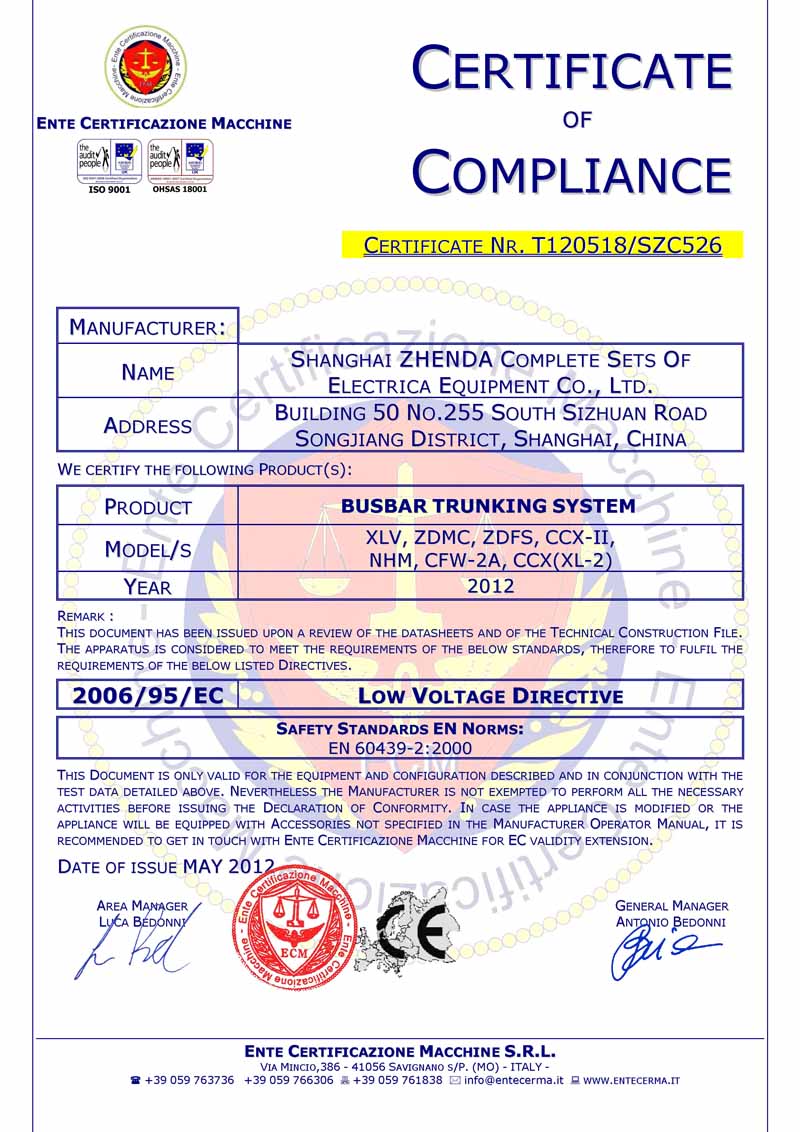 Ente Certificazione Macchine - Ente Certificazione Macchine -
ECM
ENTE CERTIFICAZIONE MACCHINE
the audit people
the audit people
ISO 9001
OHSAS 18001
CERTIFICATE
OF
COMPLIANCE
CERTIFICATE NR. T120518/SZC526
MANUFACTURER:
NAME
SHANGHAI ZHENDA COMPLETE SETS OF
ELECTRICA EQUIPMENT CO., LTD.
ADDRESS
BUILDING 50 NO.255 SOUTH SIZHUAN ROAD
SONGJIANG DISTRICT, SHANGHAI, CHINA
WE CERTIFY THE FOLLOWING PRODUCT(S):
PRODUCT
BUSBAR TRUNKING SYSTEM
MODEL/S
XLV, ZDMC, ZDFS, CCX-II,
NHM, CFW-2A, CCX(XL-2)
YEAR
2012
REMARK :
THIS DOCUMENT HAS BEEN ISSUED UPON A REVIEW OF THE DATASHEETS AND OF THE TECHNICAL CONSTRUCTION FILE.
THE APPARATUS IS CONSIDERED TO MEET THE REQUIREMENTS OF THE BELOW STANDARDS, THEREFORE TO FULFIL THE
REQUIREMENTS OF THE BELOW LISTED DIRECTIVES.
2006/95/EC
LOW VOLTAGE DIRECTIVE
SAFETY STANDARDS EN NORMS:
EN 60439-2:2000
THIS DOCUMENT IS ONLY VALID FOR THE EQUIPMENT AND CONFIGURATION DESCRIBED AND IN CONJUNCTION WITH THE
TEST DATA DETAILED ABOVE. NEVERTHELESS THE MANUFACTURER IS NOT EXEMPTED TO PERFORM ALL THE NECESSARY
ACTIVITIES BEFORE ISSUING THE DECLARATION OF CONFORMITY. IN CASE THE APPLIANCE IS MODIFIED OR THE
APPLIANCE WILL BE EQUIPPED WITH ACCESSORIES NOT SPECIFIED IN THE MANUFACTURER OPERATOR MANUAL, IT IS
RECOMMENDED TO GET IN TOUCH WITH ENTE CERTIFICAZIONE MACCHINE FOR EC VALIDITY EXTENSION.
DATE OF ISSUE MAY 2012
AREA MANAGER
LUCA BEDONNI
Ente Certificazione Macchine - Ente Certificazione Macchine -
ECM
CE
GENERAL MANAGER
ANTONIO BEDONNI
ENTE CERTIFICAZIONE MACCHINE S.R.L.
VIA MINCIO,386 - 41056 SAVIGNANO S/P. (MO) - ITALY -
☎ +39 059 763736 +39 059 766306 +39 059 761838 info@entecerma.it WWW.ENTECERMA.IT